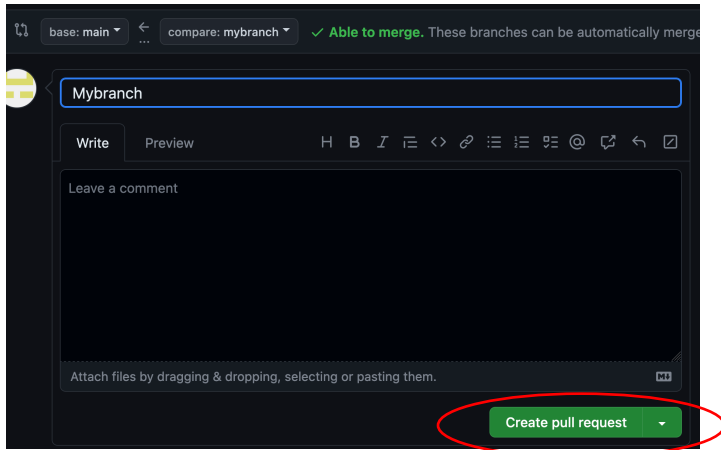 base: main ← compare: mybranch ✓ Able to merge. These branches can be automatically merge
...
Mybranch
Write Preview
Leave a comment
Attach files by dragging & dropping, selecting or pasting them.
Create pull request